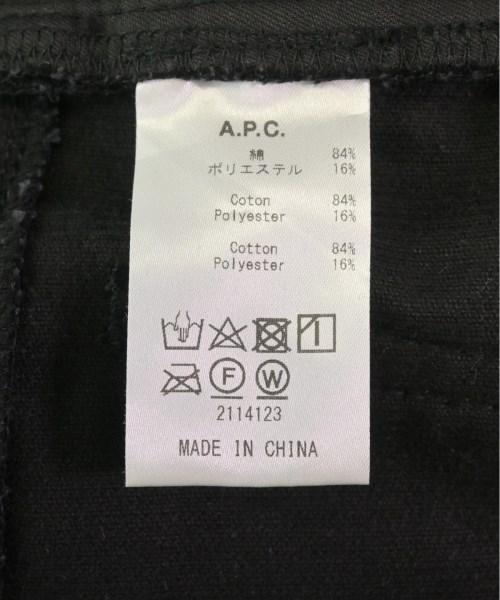 A.P.C.
綿 84%
ポリエステル 16%
Coton 84%
Polyester 16%
Cotton 84%
Polyester 16%
F W
2114123
MADE IN CHINA